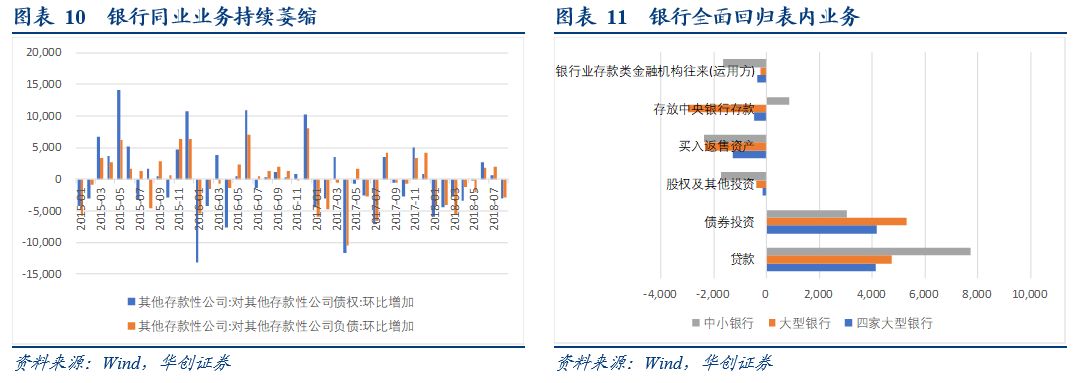 图表 10 银行同业业务持续萎缩
20,000
15,000
10,000
5,000
0
-5,000
-10,000
-15,000
2015-01
2015-03
2015-05
2015-07
2015-09
2015-11
2016-01
2016-03
2016-05
2016-07
2016-09
2016-11
2017-01
2017-03
2017-05
2017-07
2017-09
2017-11
2018-01
2018-03
2018-05
2018-07
其他存款性公司:对其他存款性公司债权:环比增加
其他存款性公司:对其他存款性公司负债:环比增加
资料来源：Wind，华创证券
图表 11 银行全面回归表内业务
银行业存款类金融机构往来(运用方)
存放中央银行存款
买入返售资产
股权及其他投资
债券投资
贷款
-4,000 -2,000 0 2,000 4,000 6,000 8,000 10,000
中小银行 大型银行 四家大型银行
资料来源：Wind，华创证券